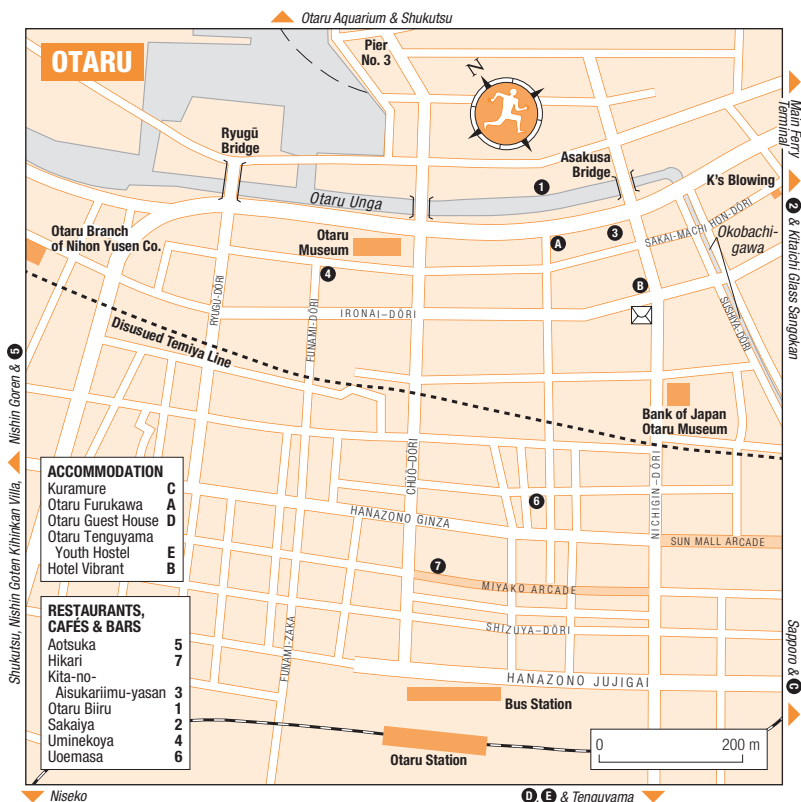 Otaru Aquarium & Shukutsu
OTARU
Pier
No. 3
N
Main Ferry
Terminal
Ryugū
Bridge
Asakusa
Bridge
1
K's Blowing
2 & Kitaichi Glass Sangokan
Otaru Unga
Otaru Branch
of Nihon Yusen Co.
Otaru
Museum
A
3
SAKAI-MACHI HON-DŌRI
Okobachi-
gawa
4
B
RYŪGŪ-DŌRI
FUNAMI-DŌRI
IRONAI-DŌRI
SUSHIYA-DŌRI
Disusued Temiya Line
Nishin Goren & 5
Shukutsu, Nishin Goten Kihinkan Villa,
Bank of Japan
Otaru Museum
CHŪŌ-DŌRI
NICHIGIN-DŌRI
ACCOMMODATION
Kuramure C
Otaru Furukawa A
Otaru Guest House D
Otaru Tenguyama
Youth Hostel E
Hotel Vibrant B
6
HANAZONO GINZA
SUN MALL ARCADE
7
MIYAKO ARCADE
RESTAURANTS,
CAFÉS & BARS
Aotsuka 5
Hikari 7
Kita-no-
Aisukariimu-yasan 3
Otaru Biiru 1
Sakaiya 2
Uminekoya 4
Uoemasa 6
FUNAMI-ZAKA
SHIZUYA-DŌRI
HANAZONO JUJIGAI
Sapporo & C
Bus Station
Otaru Station
0 200 m
Niseko
D, E & Tenguyama